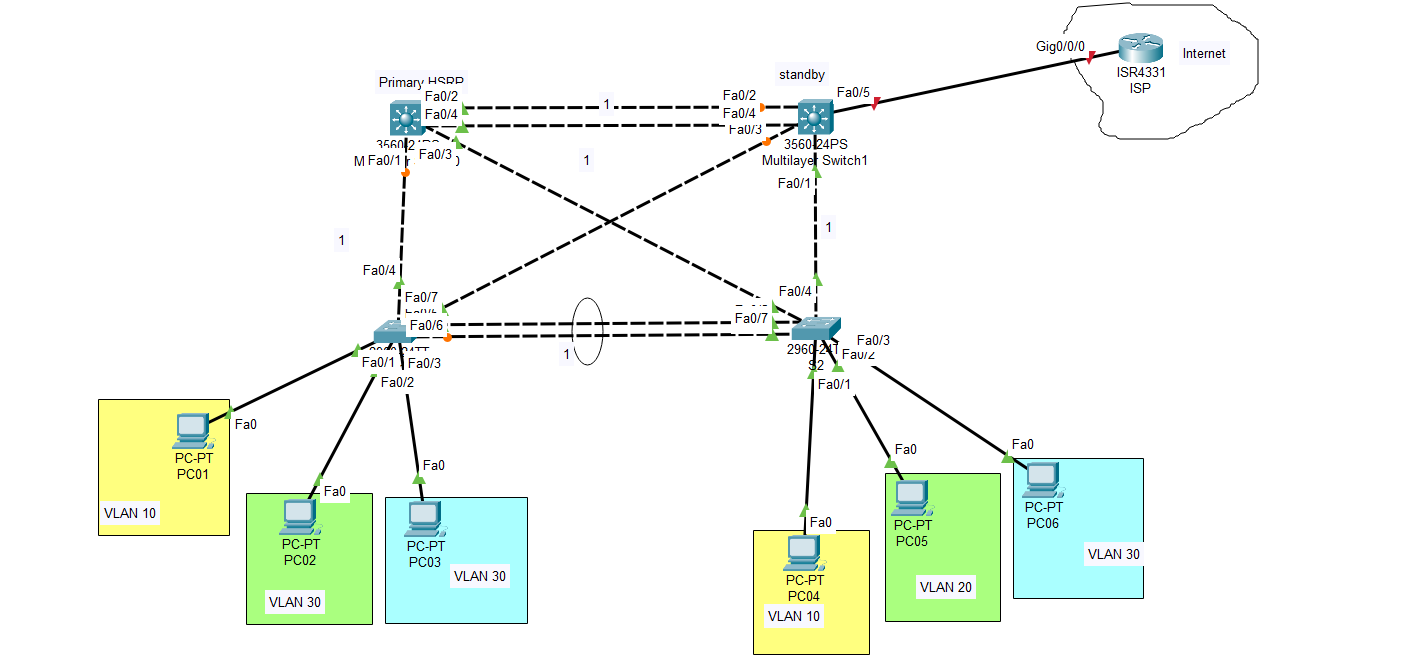 Gig0/0/0
Internet
ISR4331
ISP
standby
Primary HSRP
Fa0/2
Fa0/4
1
Fa0/2
Fa0/4
Fa0/3
Fa0/5
Fa0/1
Fa0/3
3560-24PS
Multilayer Switch1
1
Fa0/1
1
1
Fa0/4
Fa0/7
Fa0/6
Fa0/4
Fa0/7
1
Fa0/1
Fa0/3
Fa0/2
S2
Fa0/3
Fa0/2
Fa0/1
Fa0
PC-PT
PC01
VLAN 10
Fa0
PC-PT
PC02
VLAN 30
Fa0
PC-PT
PC03
VLAN 30
Fa0
PC-PT
PC04
VLAN 10
Fa0
PC-PT
PC05
VLAN 20
Fa0
PC-PT
PC06
VLAN 30